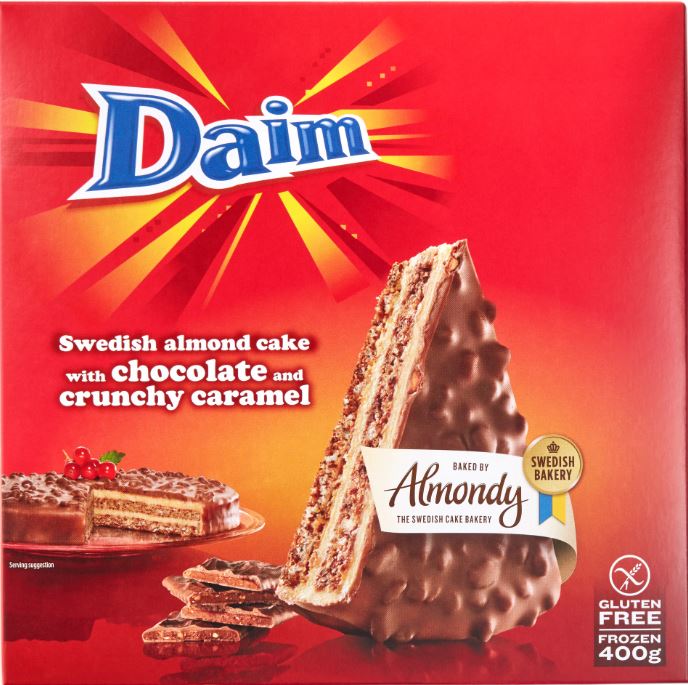 Daim
Swedish almond cake
with chocolate and
crunchy caramel
BAKED BY
Almondy
THE SWEDISH CAKE BAKERY
SWEDISH
BAKERY
Serving suggestion
GLUTEN
FREE
FROZEN
400g